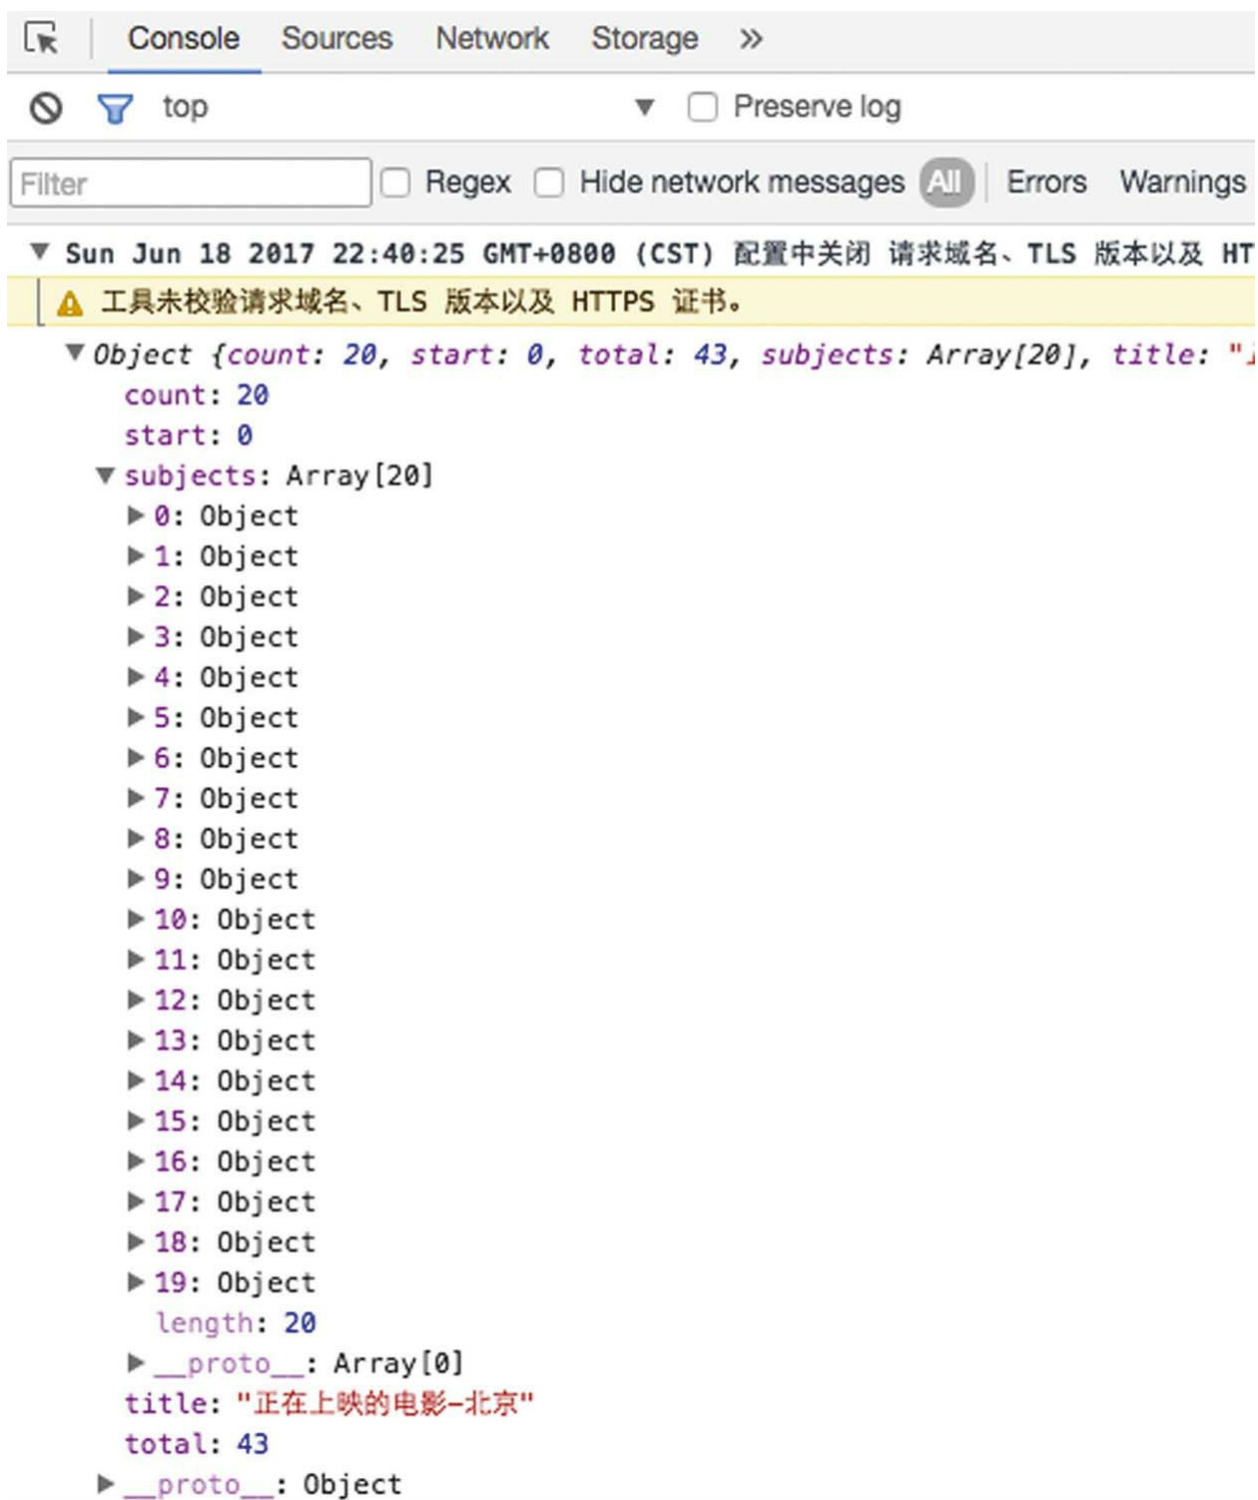 Console Sources Network Storage »
top Preserve log
Filter Regex Hide network messages All Errors Warnings
Sun Jun 18 2017 22:40:25 GMT+0800 (CST) 配置中关闭 请求域名、TLS 版本以及 HT
工具未校验请求域名、TLS 版本以及 HTTPS 证书。
Object {count: 20, start: 0, total: 43, subjects: Array[20], title: "
count: 20
start: 0
subjects: Array[20]
0: Object
1: Object
2: Object
3: Object
4: Object
5: Object
6: Object
7: Object
8: Object
9: Object
10: Object
11: Object
12: Object
13: Object
14: Object
15: Object
16: Object
17: Object
18: Object
19: Object
length: 20
__proto__: Array[0]
title: "正在上映的电影-北京"
total: 43
__proto__: Object